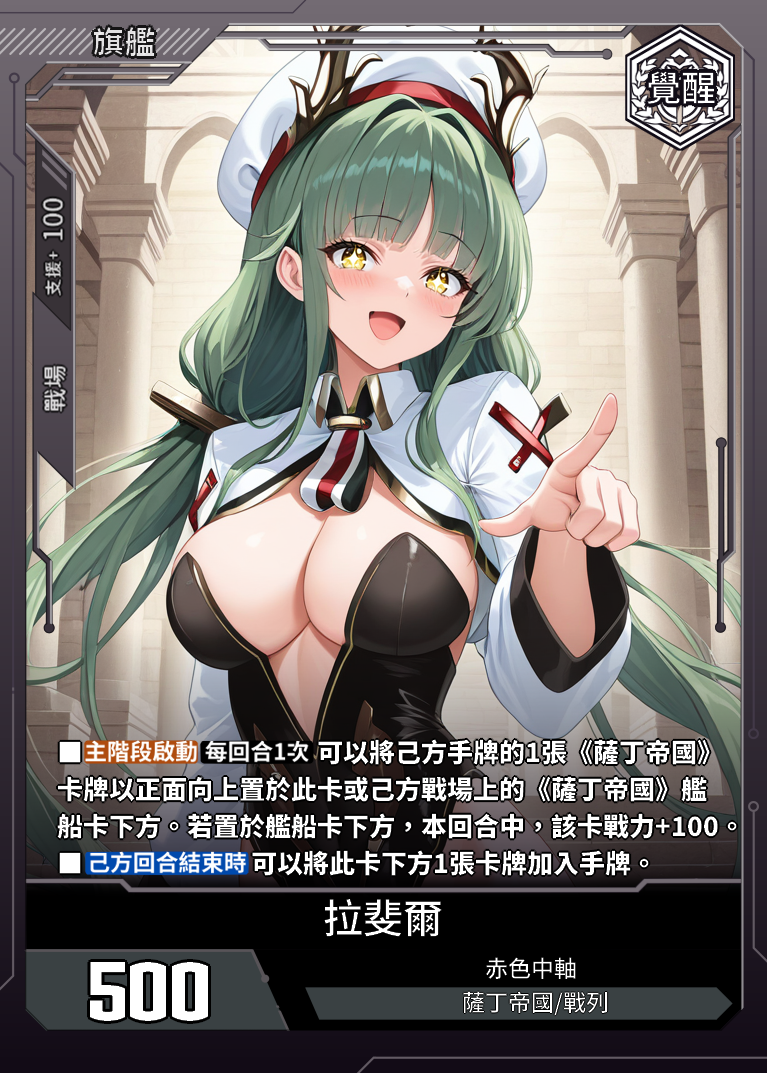 旗艦
覺醒
支援+ 100
戰場
■主階段啟動 每回合1次 可以將己方手牌的1張《薩丁帝國》
卡牌以正面向上置於此卡或己方戰場上的《薩丁帝國》艦
船卡下方。若置於艦船卡下方，本回合中，該卡戰力+100。
■己方回合結束時 可以將此卡下方1張卡牌加入手牌。
拉斐爾
500
赤色中軸
薩丁帝國/戰列